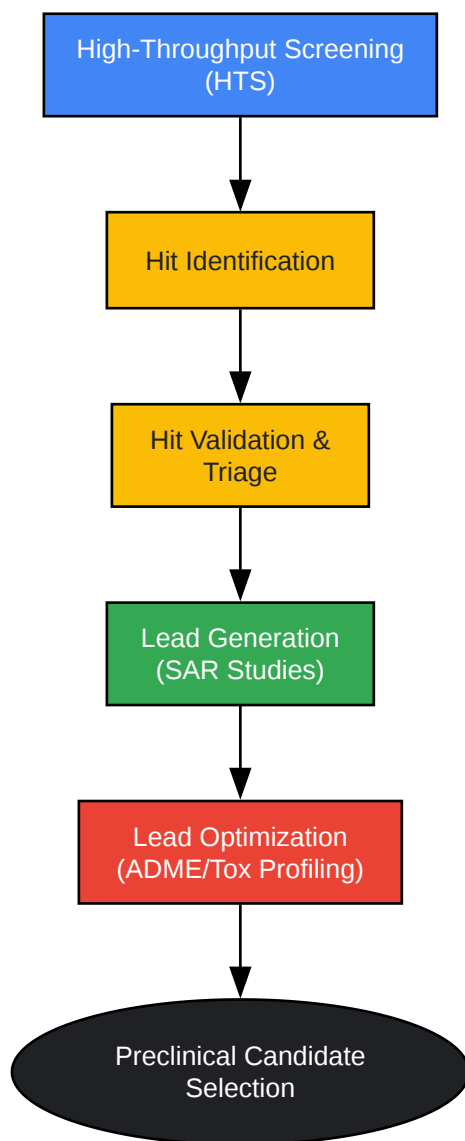 High-Throughput Screening
(HTS)
Hit Identification
Hit Validation &
Triage
Lead Generation
(SAR Studies)
Lead Optimization
(ADME/Tox Profiling)
Preclinical Candidate
Selection